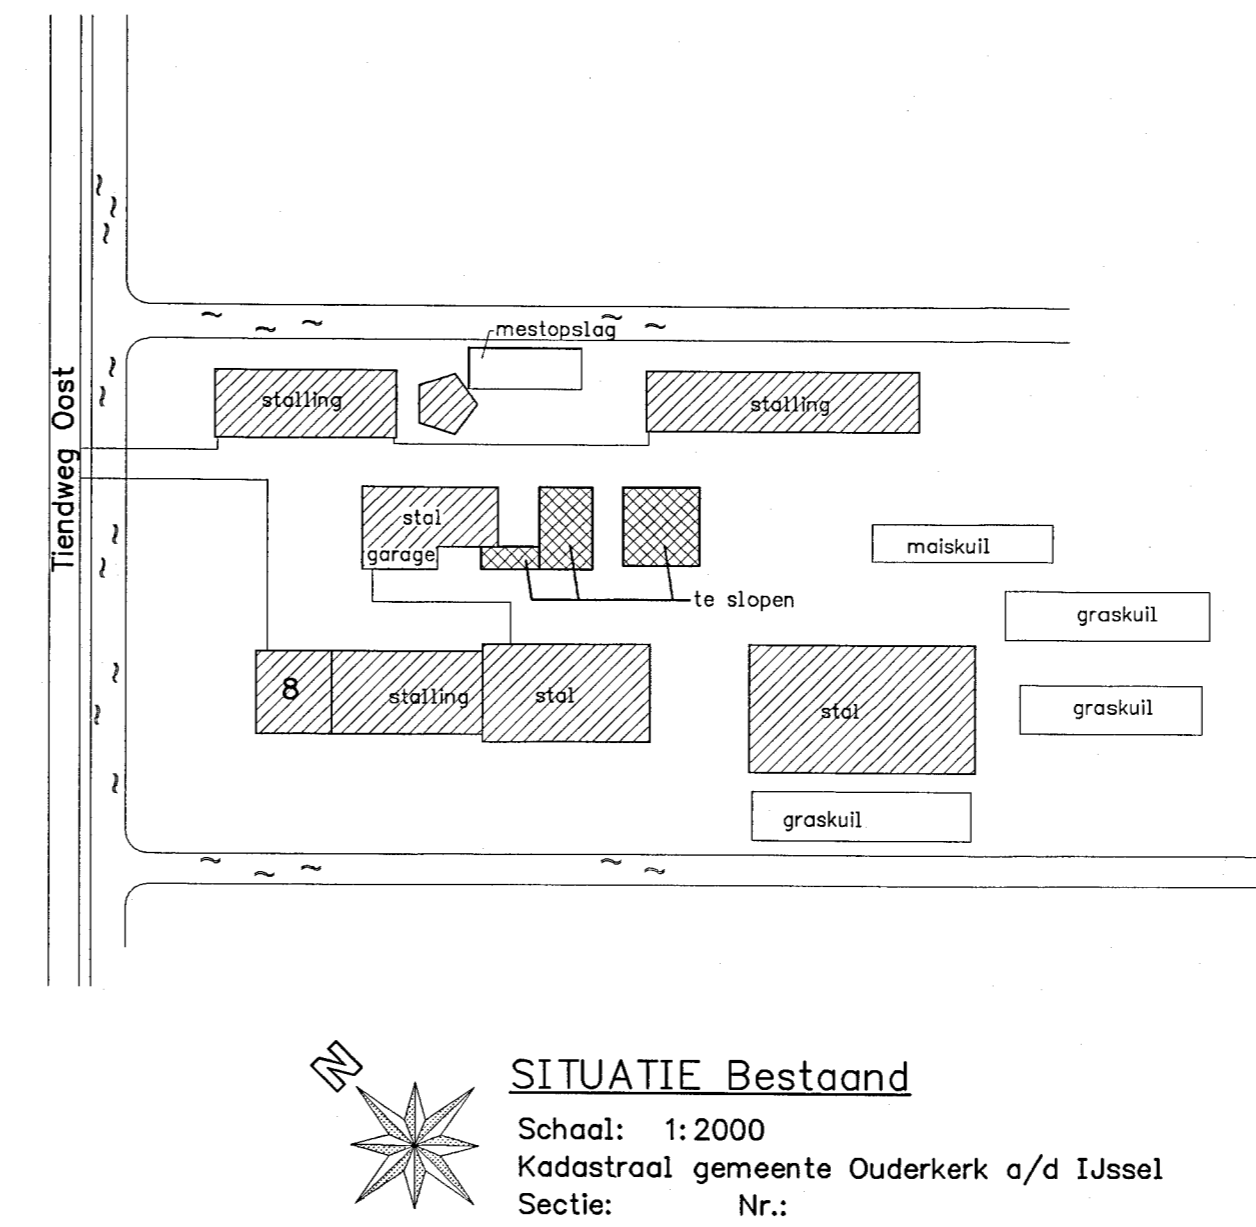 mestopslag
stalling
stalling
Tiendweg Oost
stal
garage
maiskuil
te slopen
graskuil
8
stalling
stal
stal
graskuil
graskuil
N
SITUATIE Bestaand
Schaal: 1:2000
Kadastraal gemeente Ouderkerk a/d IJssel
Sectie: Nr.: